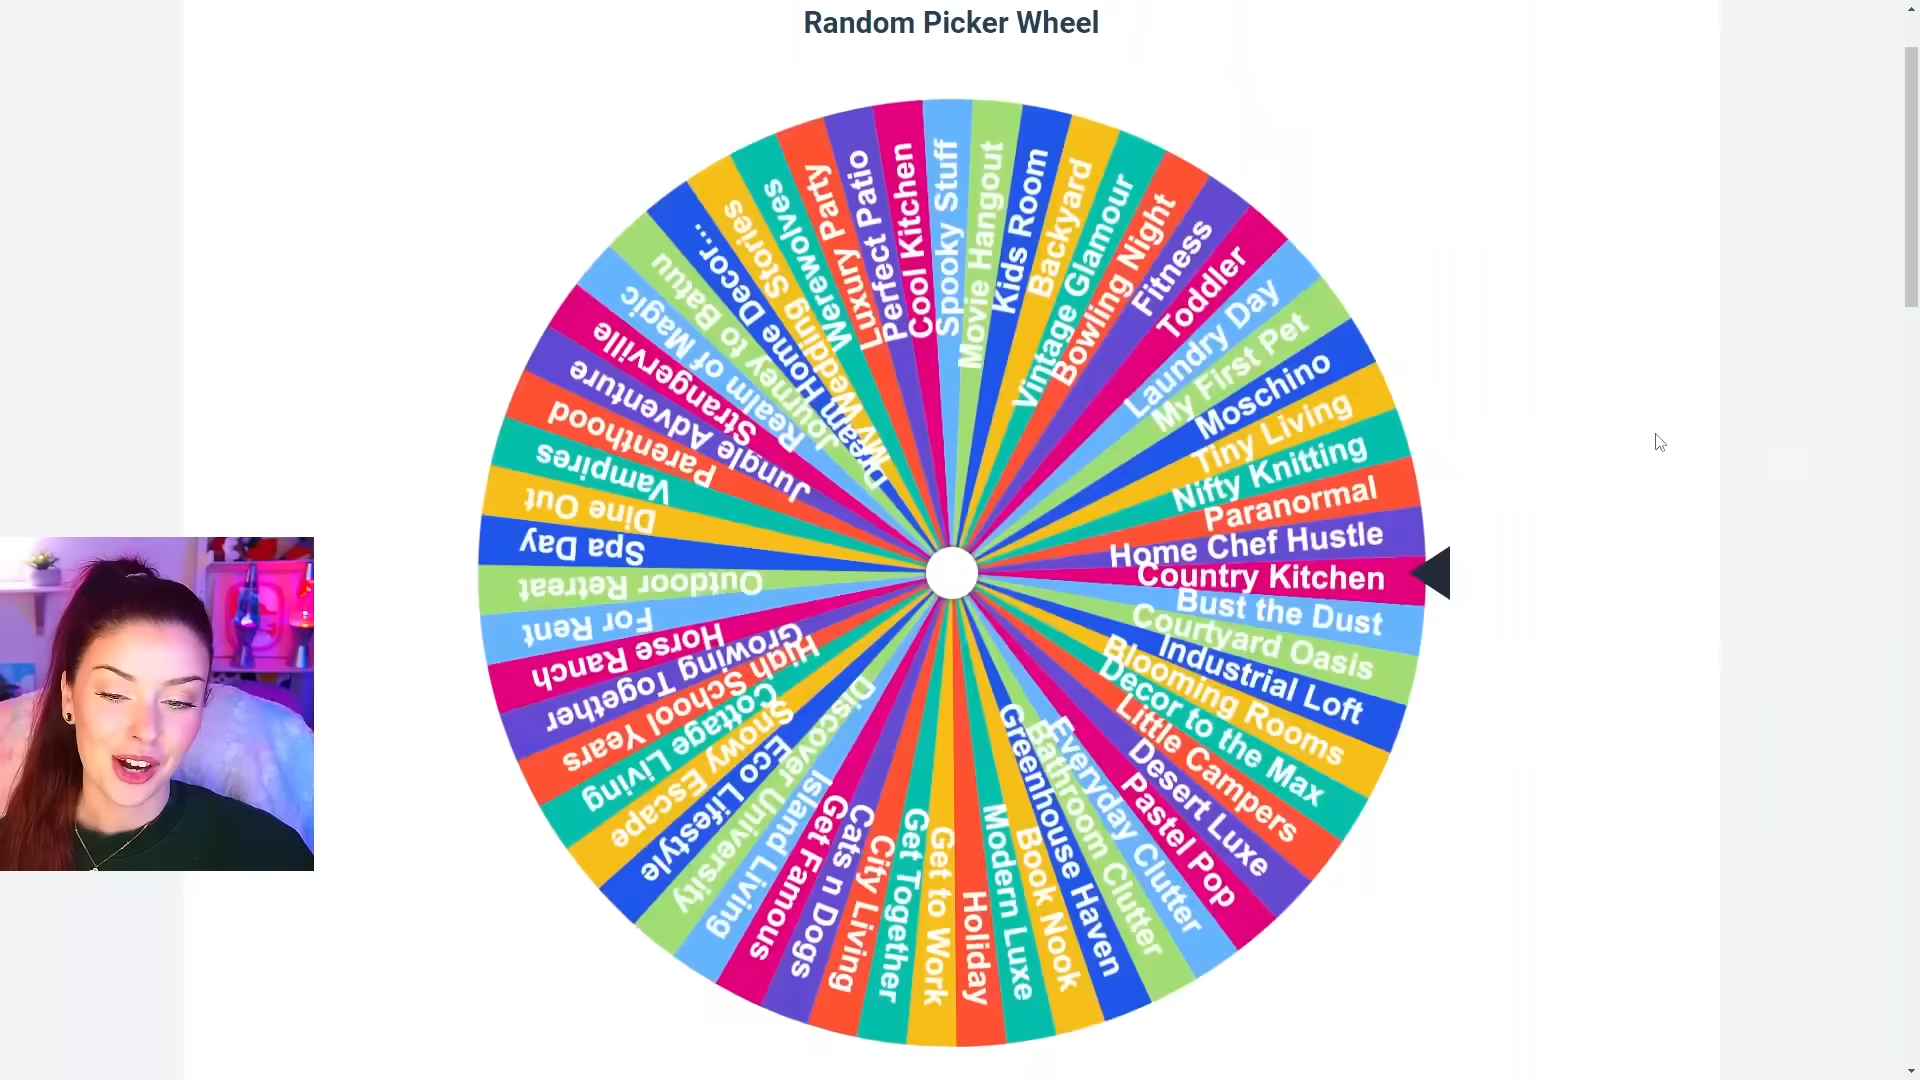 Random Picker Wheel
Spooky Stuff
Movie Hangout
Kids Room
Backyard
Vintage Glamour
Bowling Night
Fitness
Toddler
Laundry Day
My First Pet
Moschino
Tiny Living
Nifty Knitting
Paranormal
Home Chef Hustle
Country Kitchen
Bust the Dust
Courtyard Oasis
Industrial Loft
Blooming Rooms
Decor to the Max
Little Campers
Desert Luxe
Pastel Pop
Everyday Clutter
Bathroom Clutter
Greenhouse Haven
Book Nook
Modern Luxe
Holiday
Get to Work
Get Together
City Living
Cats n Dogs
Get Famous
Island Living
Discover University
Eco Lifestyle
Snowy Escape
Cottage Living
High School Years
Growing Together
Horse Ranch
For Rent
Outdoor Retreat
Spa Day
Dine Out
Vampires
Parenthood
Jungle Adventure
Strangerville
Realm of Magic
Journey to Batuu
Dream Home Decor...
My Wedding Stories
Werewolves
Luxury Party
Perfect Patio
Cool Kitchen